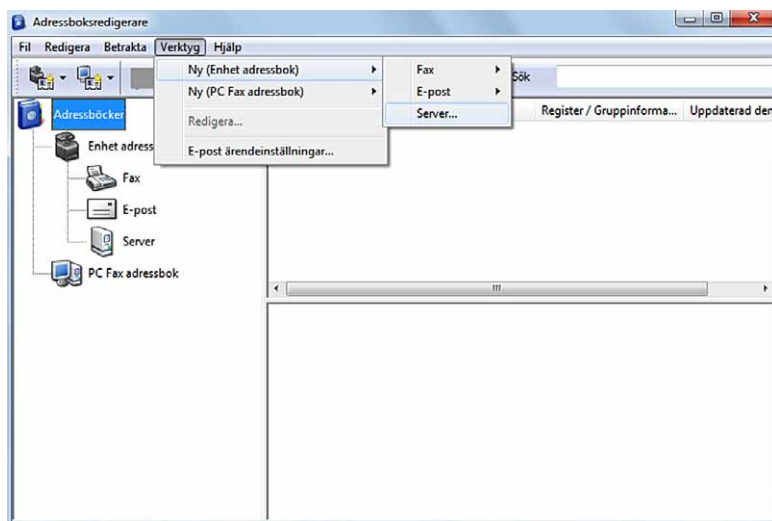 Adressboksredigerare
Fil Redigera Betrakta Verktyg Hjälp
Ny (Enhet adressbok)
Ny (PC Fax adressbok)
Redigera...
E-post ärendeinställningar...
Fax
E-post
Server...
Sök
Register / Gruppinforma... Uppdaterad den
Adressböcker
Enhet adress
Fax
E-post
Server
PC Fax adressbok